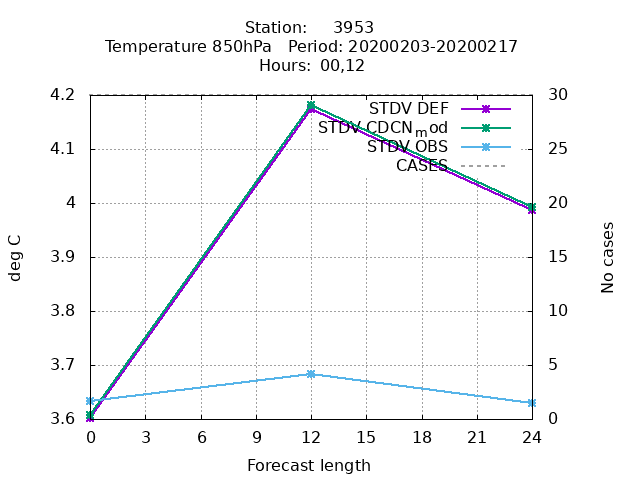 Station: 3953
Temperature 850hPa Period: 20200203-20200217
Hours: 00,12
4.2
4.1
4
3.9
3.8
3.7
3.6
deg C
30
25
20
15
10
5
0
No cases
STDV DEF
STDV CDCN_mod
STDV OBS
CASES
0 3 6 9 12 15 18 21 24
Forecast length